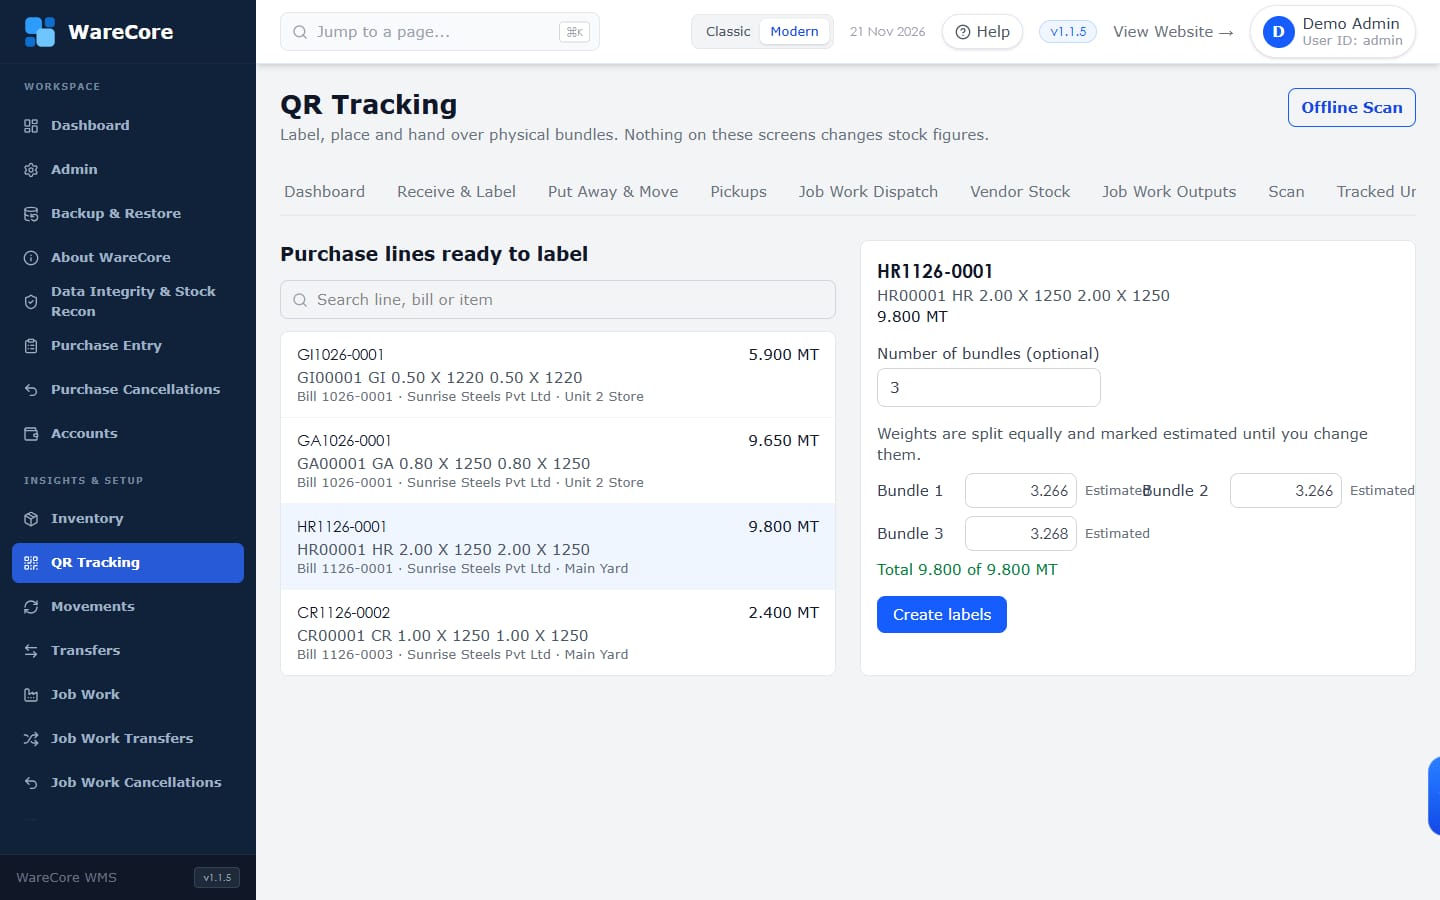 WareCore
Jump to a page...
⌘K
Classic
Modern
21 Nov 2026
Help
v1.1.5
View Website →
D
Demo Admin
User ID: admin
WORKSPACE
Dashboard
Admin
Backup & Restore
About WareCore
Data Integrity & Stock
Recon
Purchase Entry
Purchase Cancellations
Accounts
INSIGHTS & SETUP
Inventory
QR Tracking
Movements
Transfers
Job Work
Job Work Transfers
Job Work Cancellations
WareCore WMS
v1.1.5
QR Tracking
Label, place and hand over physical bundles. Nothing on these screens changes stock figures.
Offline Scan
Dashboard
Receive & Label
Put Away & Move
Pickups
Job Work Dispatch
Vendor Stock
Job Work Outputs
Scan
Tracked Ur
Purchase lines ready to label
Search line, bill or item
GI1026-0001
5.900 MT
GI00001 GI 0.50 X 1220 0.50 X 1220
Bill 1026-0001 · Sunrise Steels Pvt Ltd · Unit 2 Store
GA1026-0001
9.650 MT
GA00001 GA 0.80 X 1250 0.80 X 1250
Bill 1026-0001 · Sunrise Steels Pvt Ltd · Unit 2 Store
HR1126-0001
9.800 MT
HR00001 HR 2.00 X 1250 2.00 X 1250
Bill 1126-0001 · Sunrise Steels Pvt Ltd · Main Yard
CR1126-0002
2.400 MT
CR00001 CR 1.00 X 1250 1.00 X 1250
Bill 1126-0003 · Sunrise Steels Pvt Ltd · Main Yard
HR1126-0001
HR00001 HR 2.00 X 1250 2.00 X 1250
9.800 MT
Number of bundles (optional)
3
Weights are split equally and marked estimated until you change
them.
Bundle 1
3.266
Estimated
Bundle 2
3.266
Estimated
Bundle 3
3.268
Estimated
Total 9.800 of 9.800 MT
Create labels